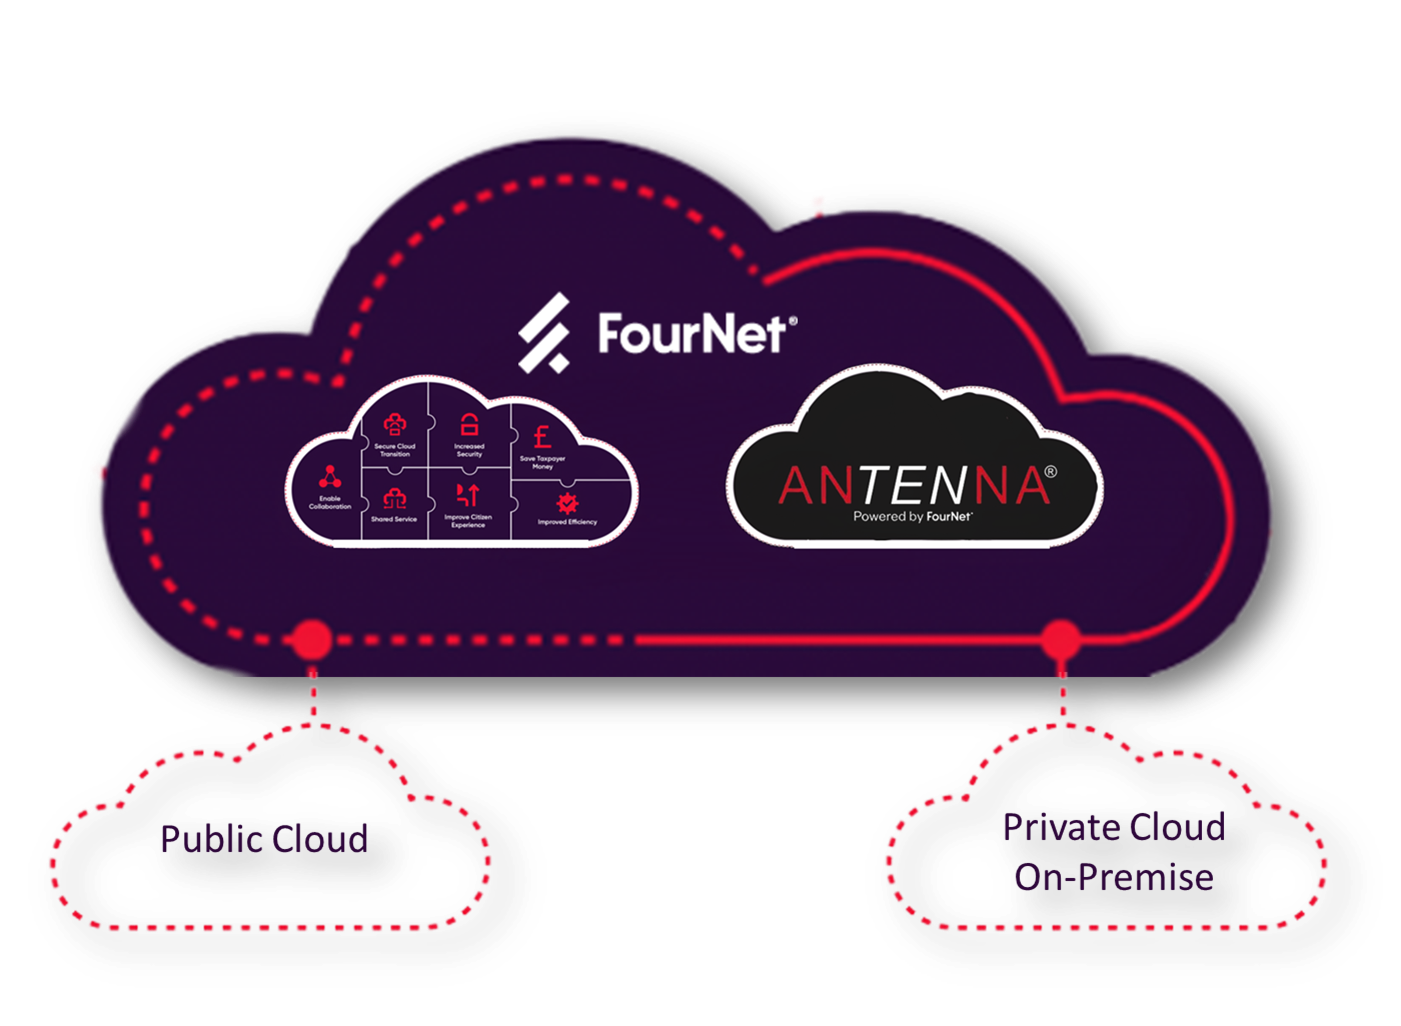 FourNet®
Secure Cloud
Transition
Increased
Security
£
Save Taxpayer
Money
Enable
Collaboration
Shared Service
Improve Citizen
Experience
Improved Efficiency
ANTENNA®
Powered by FourNet®
Public Cloud
Private Cloud
On-Premise